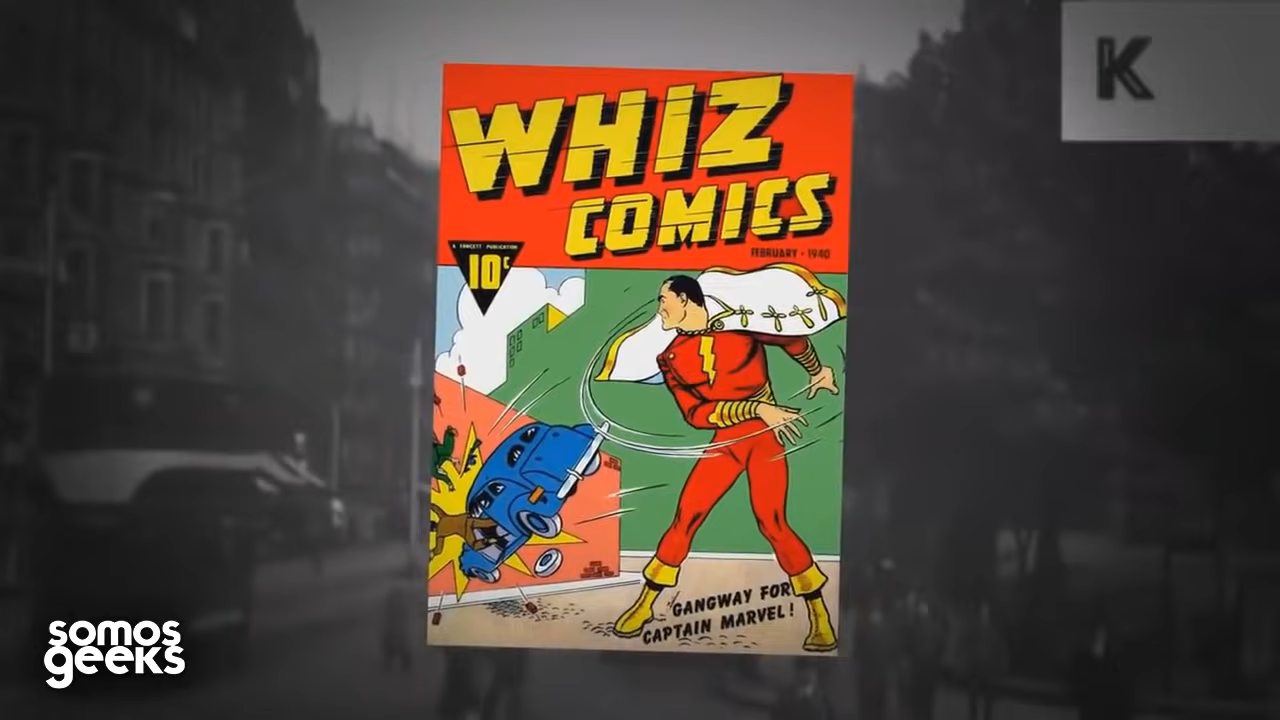 K
WHIZ
COMICS
FEBRUARY · 1940
A FAWCETT PUBLICATION
10¢
GANGWAY FOR
CAPTAIN MARVEL!
somos
geeks